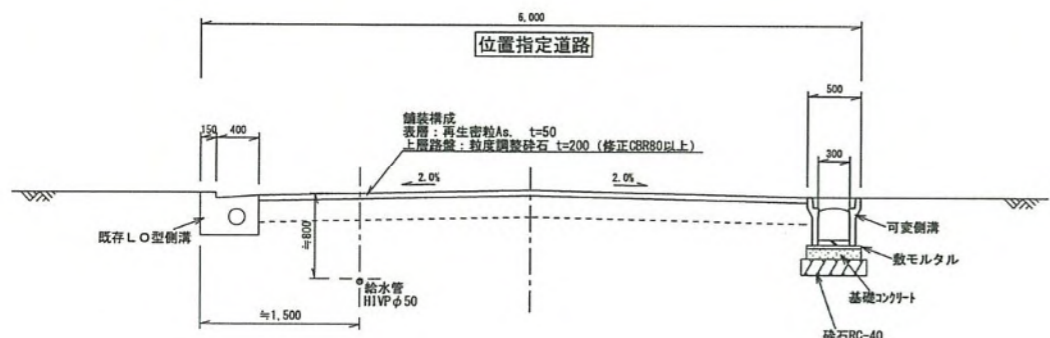 6,000
位置指定道路
500
舗装構成
表層：再生密粒As. t=50
上層路盤：粒度調整砕石 t=200 (修正CBR80以上)
150
400
300
2.0%
2.0%
既存LO型側溝
≒800
可変側溝
敷モルタル
給水管
HIVPφ50
基礎コンクリート
≒1,500
砕石RC-40